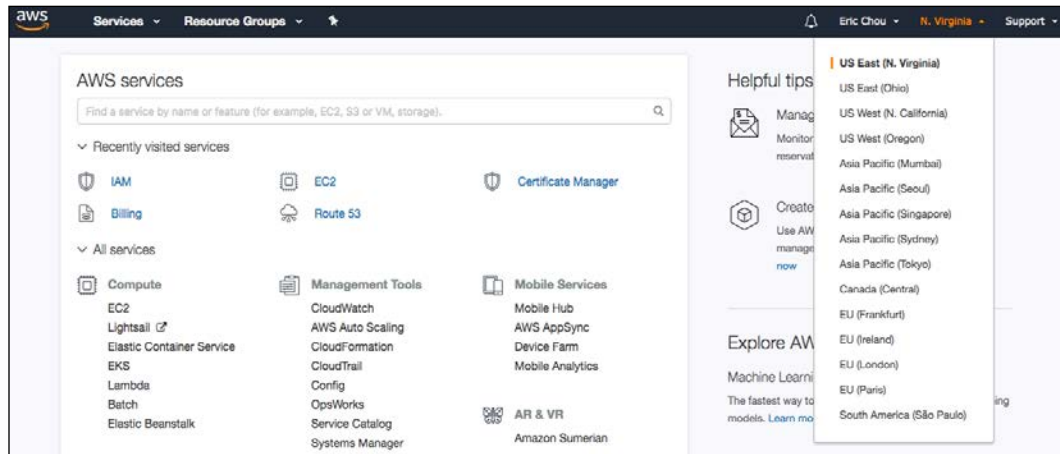 aws Services Resource Groups Eric Chou N. Virginia Support
AWS services
Find a service by name or feature (for example, EC2, S3 or VM, storage).
Recently visited services
IAM EC2 Certificate Manager
Billing Route 53
All services
Compute
EC2
Lightsail
Elastic Container Service
EKS
Lambda
Batch
Elastic Beanstalk
Management Tools
CloudWatch
AWS Auto Scaling
CloudFormation
CloudTrail
Config
OpsWorks
Service Catalog
Systems Manager
Mobile Services
Mobile Hub
AWS AppSync
Device Farm
Mobile Analytics
AR & VR
Amazon Sumerian
Helpful tips
Manag
Monitor
reservat
Create
Use AW
manage
now
Explore AW
Machine Learni
The fastest way to ing
models. Learn mo
US East (N. Virginia)
US East (Ohio)
US West (N. California)
US West (Oregon)
Asia Pacific (Mumbai)
Asia Pacific (Seoul)
Asia Pacific (Singapore)
Asia Pacific (Sydney)
Asia Pacific (Tokyo)
Canada (Central)
EU (Frankfurt)
EU (Ireland)
EU (London)
EU (Paris)
South America (São Paulo)